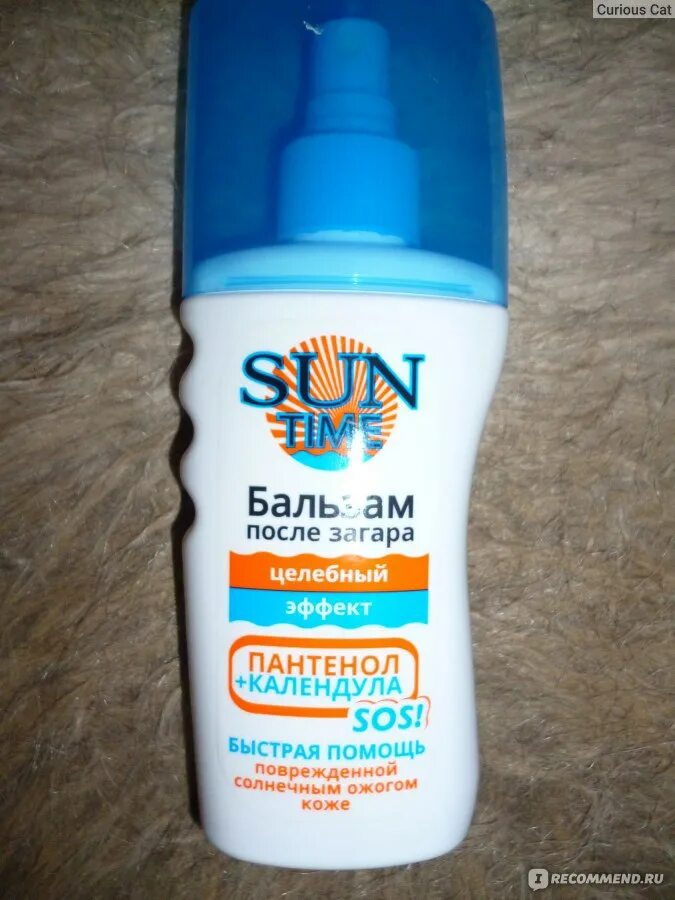 Curious Cat
SUN
TIME
Бальзам
после загара
целебный
эффект
ПАНТЕНОЛ
+КАЛЕНДУЛА
SOS!
БЫСТРАЯ ПОМОЩЬ
поврежденной
солнечным ожогом
коже
IRECOMMEND.RU